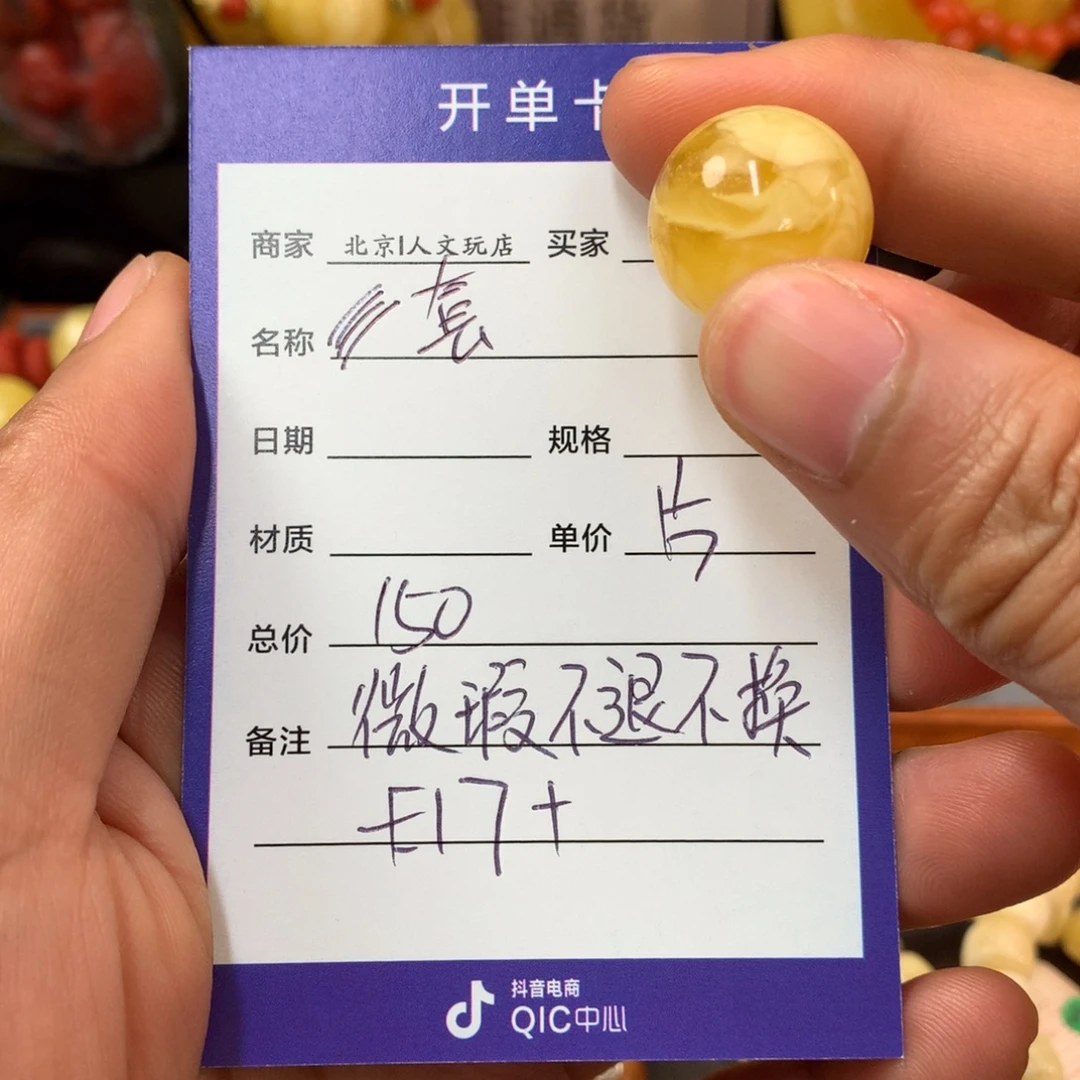 开单卡
商家 北京I人文玩店 买家
名称 套
日期 规格
材质 单价
总价 150
备注 微瑕不退不换
E17+
抖音电商
QIC中心